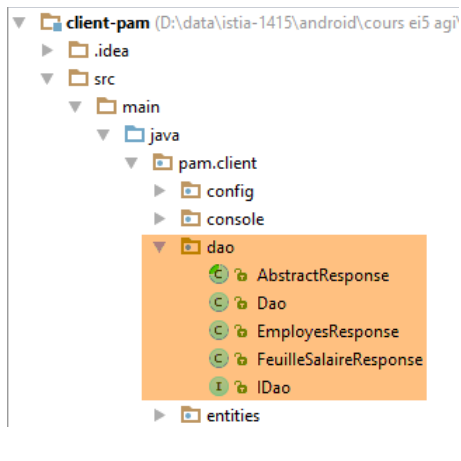 client-pam (D:\data\istia-1415\android\cours ei5 agi\
.idea
src
main
java
pam.client
config
console
dao
C AbstractResponse
C Dao
C EmployesResponse
C FeuilleSalaireResponse
I IDao
entities